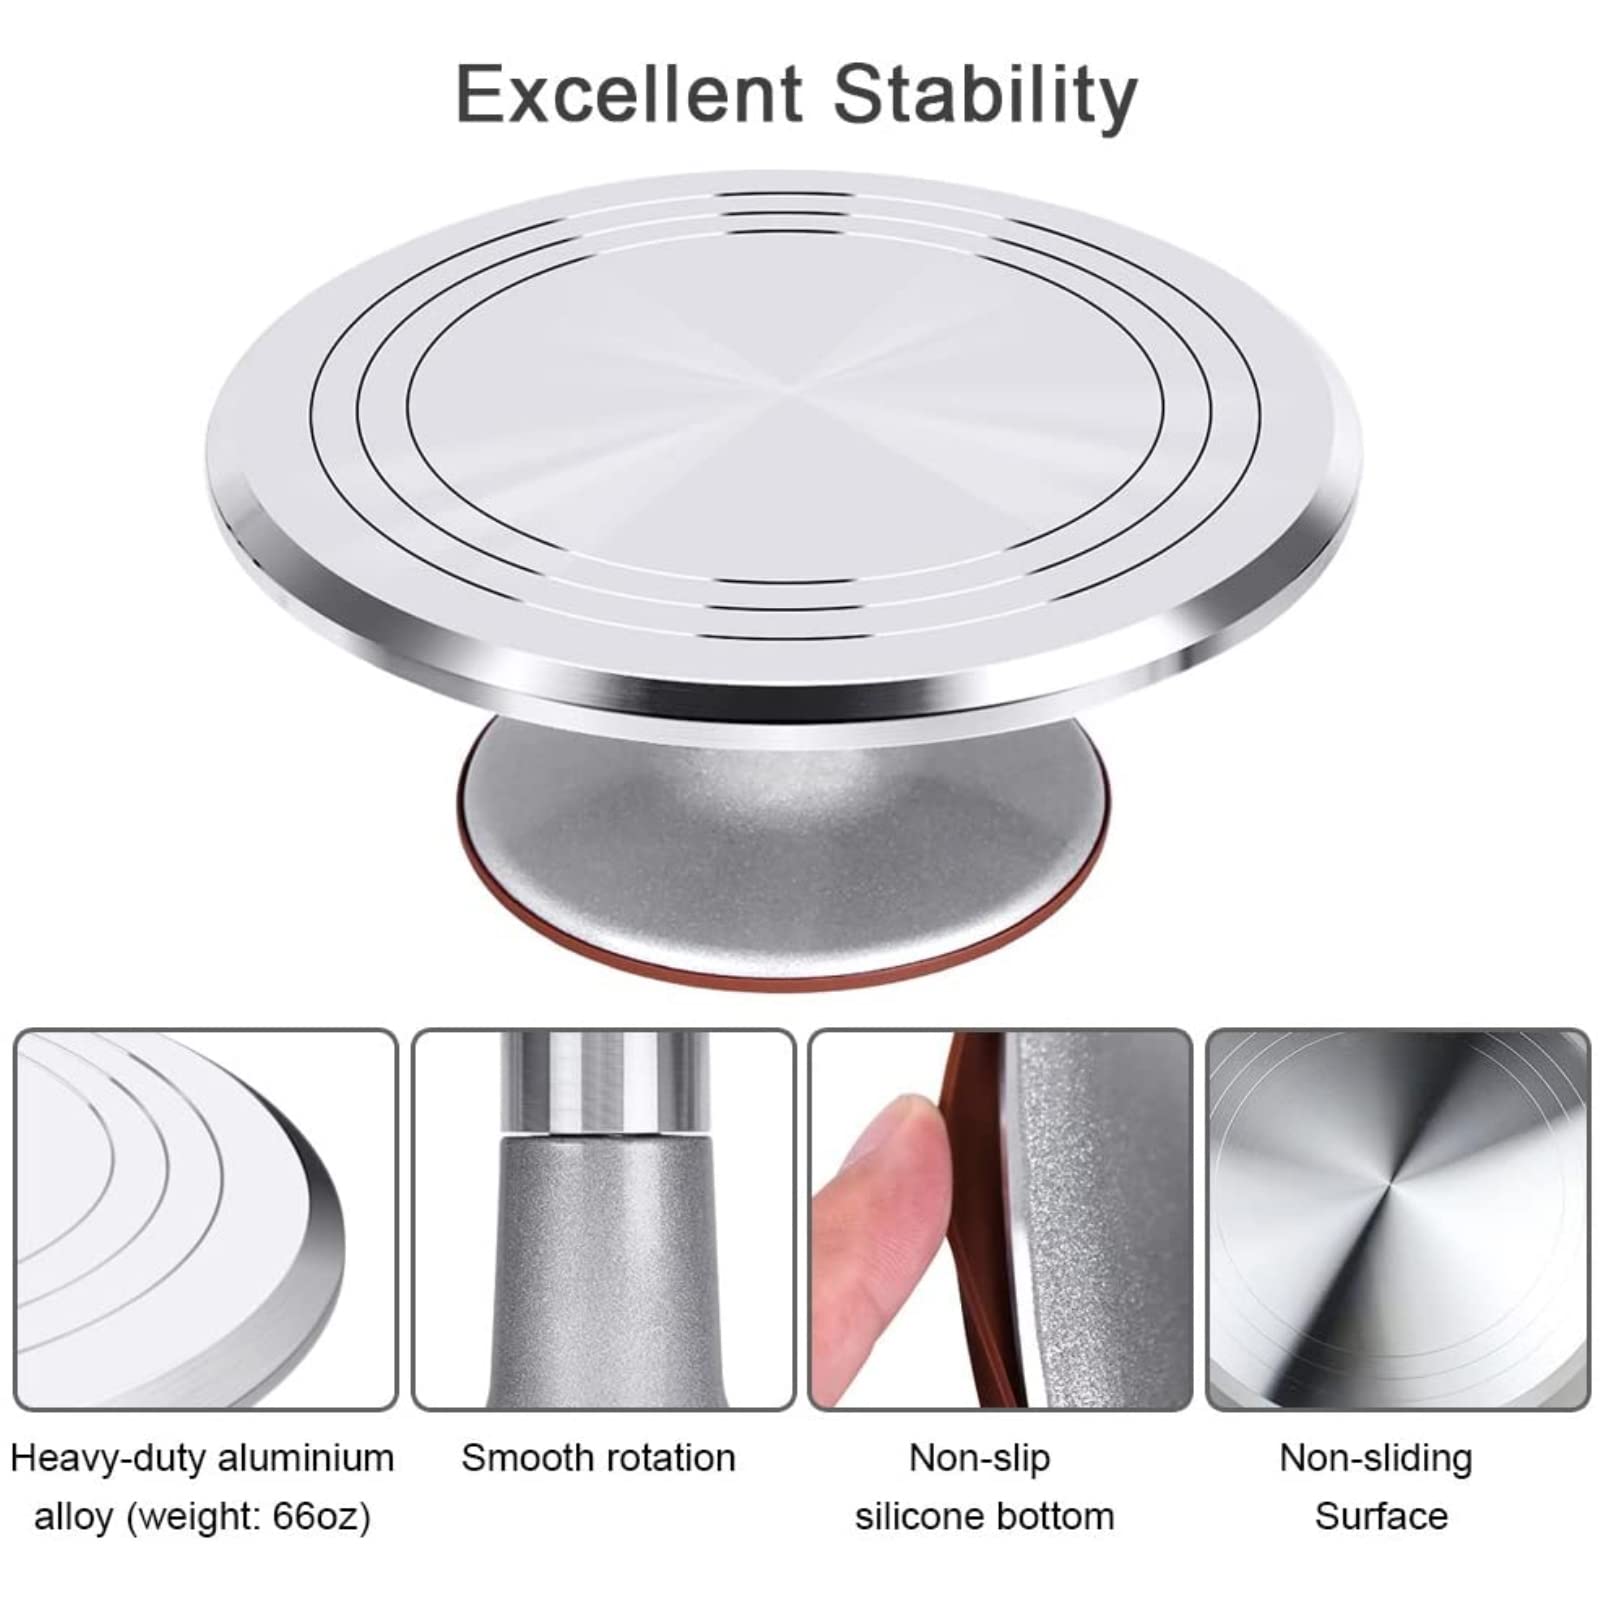 Excellent Stability
Heavy-duty aluminium
alloy (weight: 66oz)
Smooth rotation
Non-slip
silicone bottom
Non-sliding
Surface